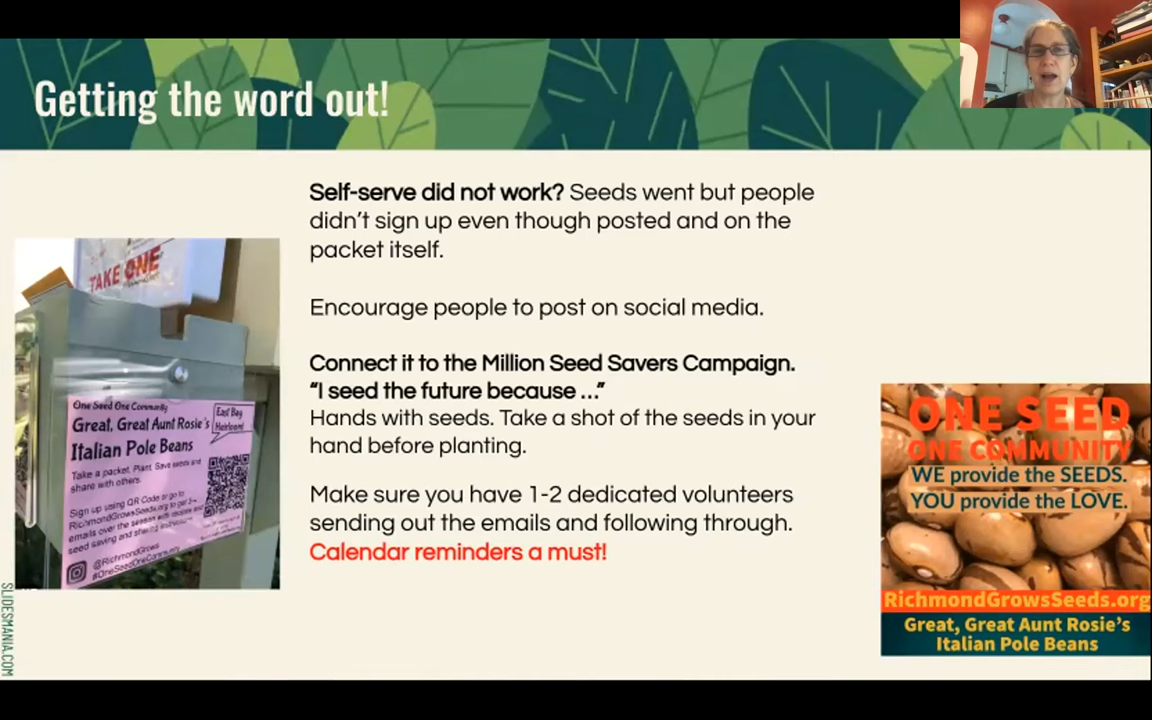 Getting the word out!
Self-serve did not work? Seeds went but people
didn't sign up even though posted and on the
packet itself.
Encourage people to post on social media.
Connect it to the Million Seed Savers Campaign.
“I seed the future because ...”
Hands with seeds. Take a shot of the seeds in your
hand before planting.
Make sure you have 1-2 dedicated volunteers
sending out the emails and following through.
Calendar reminders a must!
TAKE ONE
One Seed One Community
Great, Great Aunt Rosie's
Italian Pole Beans
East Bay
Heirloom!
Take a packet. Plant. Save seeds and
share with others.
Sign up using QR Code or go to
RichmondGrowsSeeds.org to get
emails over the season with
seed saving and sharing
@RichmondGrows
#OneSeedOneCommunity
ONE SEED
ONE COMMUNITY
WE provide the SEEDS.
YOU provide the LOVE.
RichmondGrowsSeeds.org
Great, Great Aunt Rosie's
Italian Pole Beans
SLIDESMANIA.COM